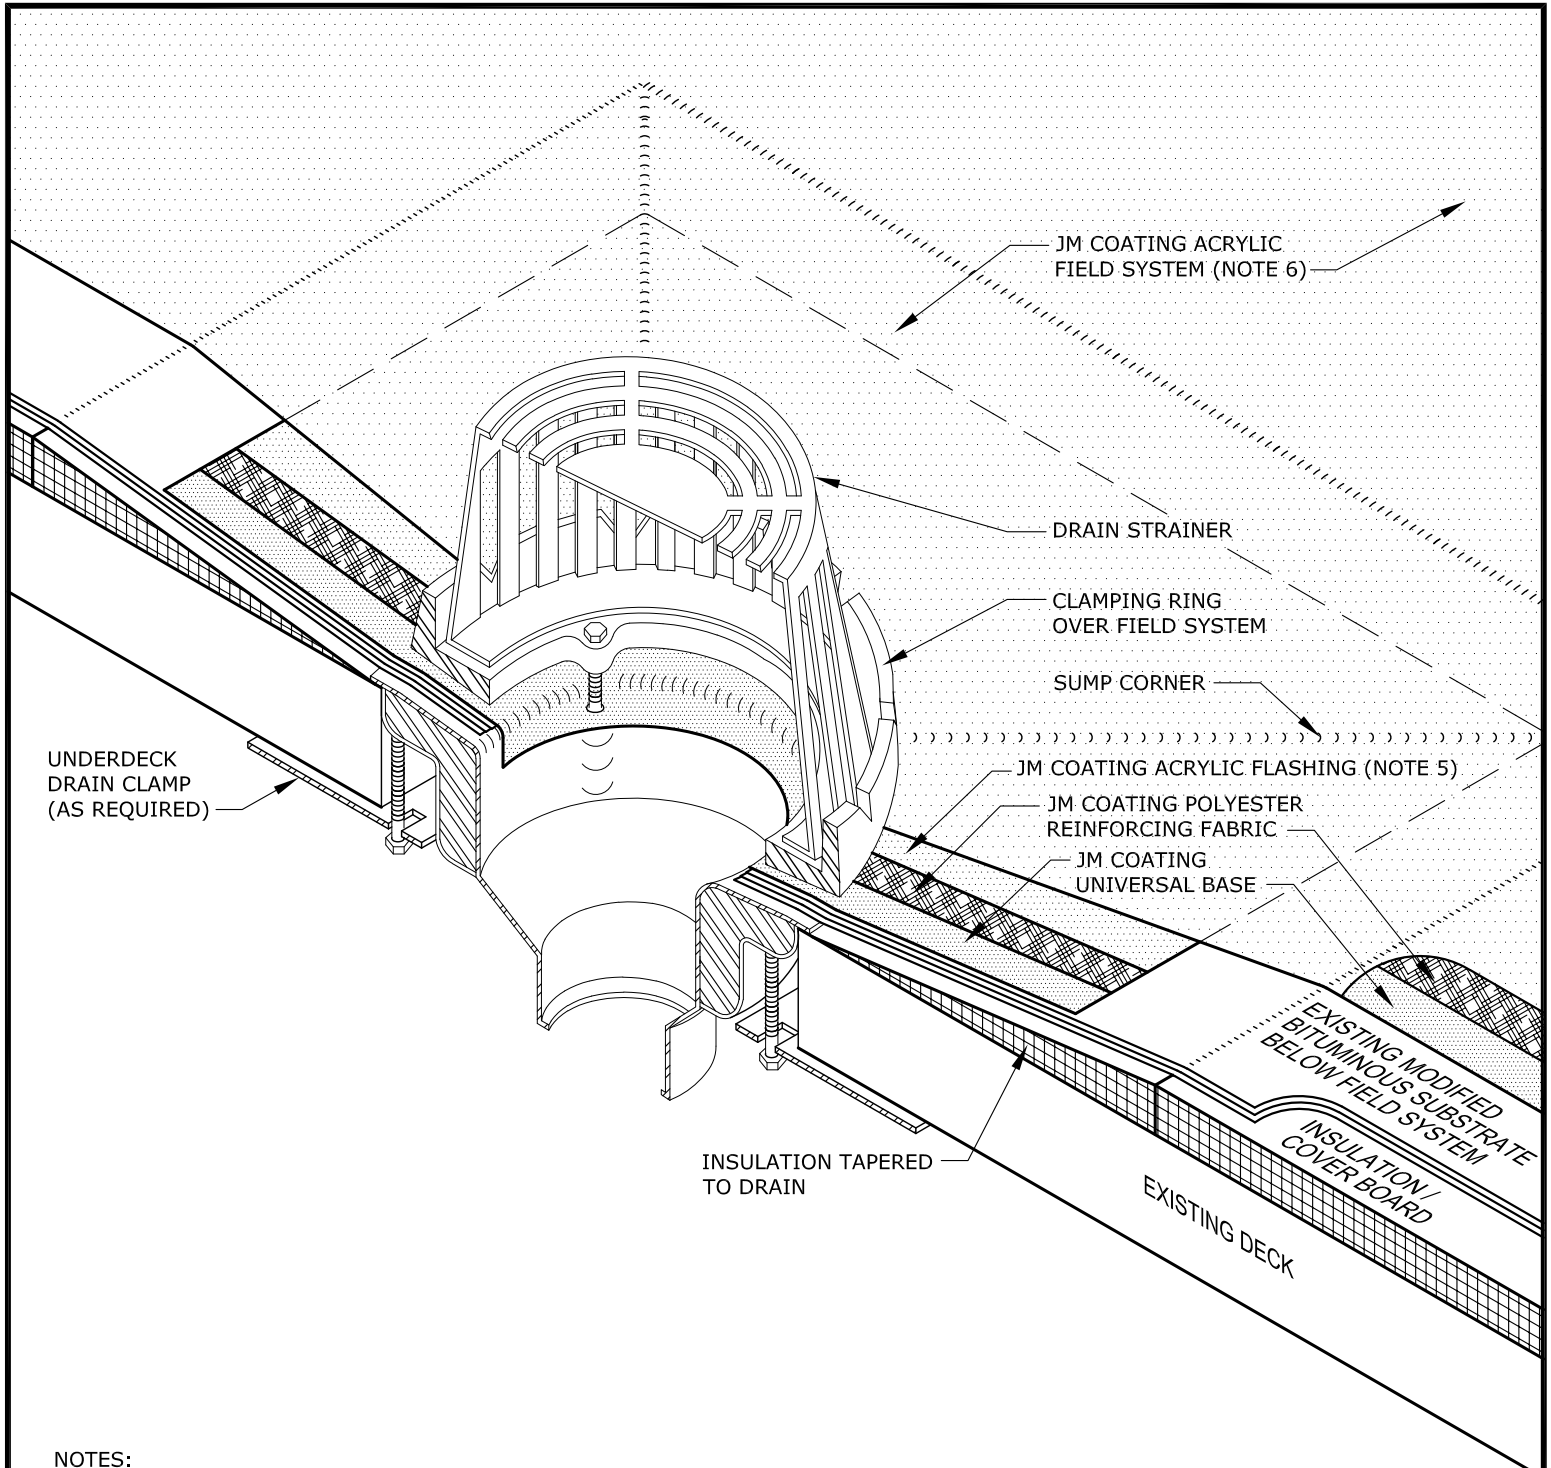 JM COATING ACRYLIC
FIELD SYSTEM (NOTE 6)
DRAIN STRAINER
CLAMPING RING
OVER FIELD SYSTEM
SUMP CORNER
UNDERDECK
DRAIN CLAMP
(AS REQUIRED)
JM COATING ACRYLIC FLASHING (NOTE 5)
JM COATING POLYESTER
REINFORCING FABRIC
JM COATING
UNIVERSAL BASE
EXISTING MODIFIED
BITUMINOUS SUBSTRATE
BELOW FIELD SYSTEM
INSULATION/
COVER BOARD
INSULATION TAPERED
TO DRAIN
EXISTING DECK
NOTES: